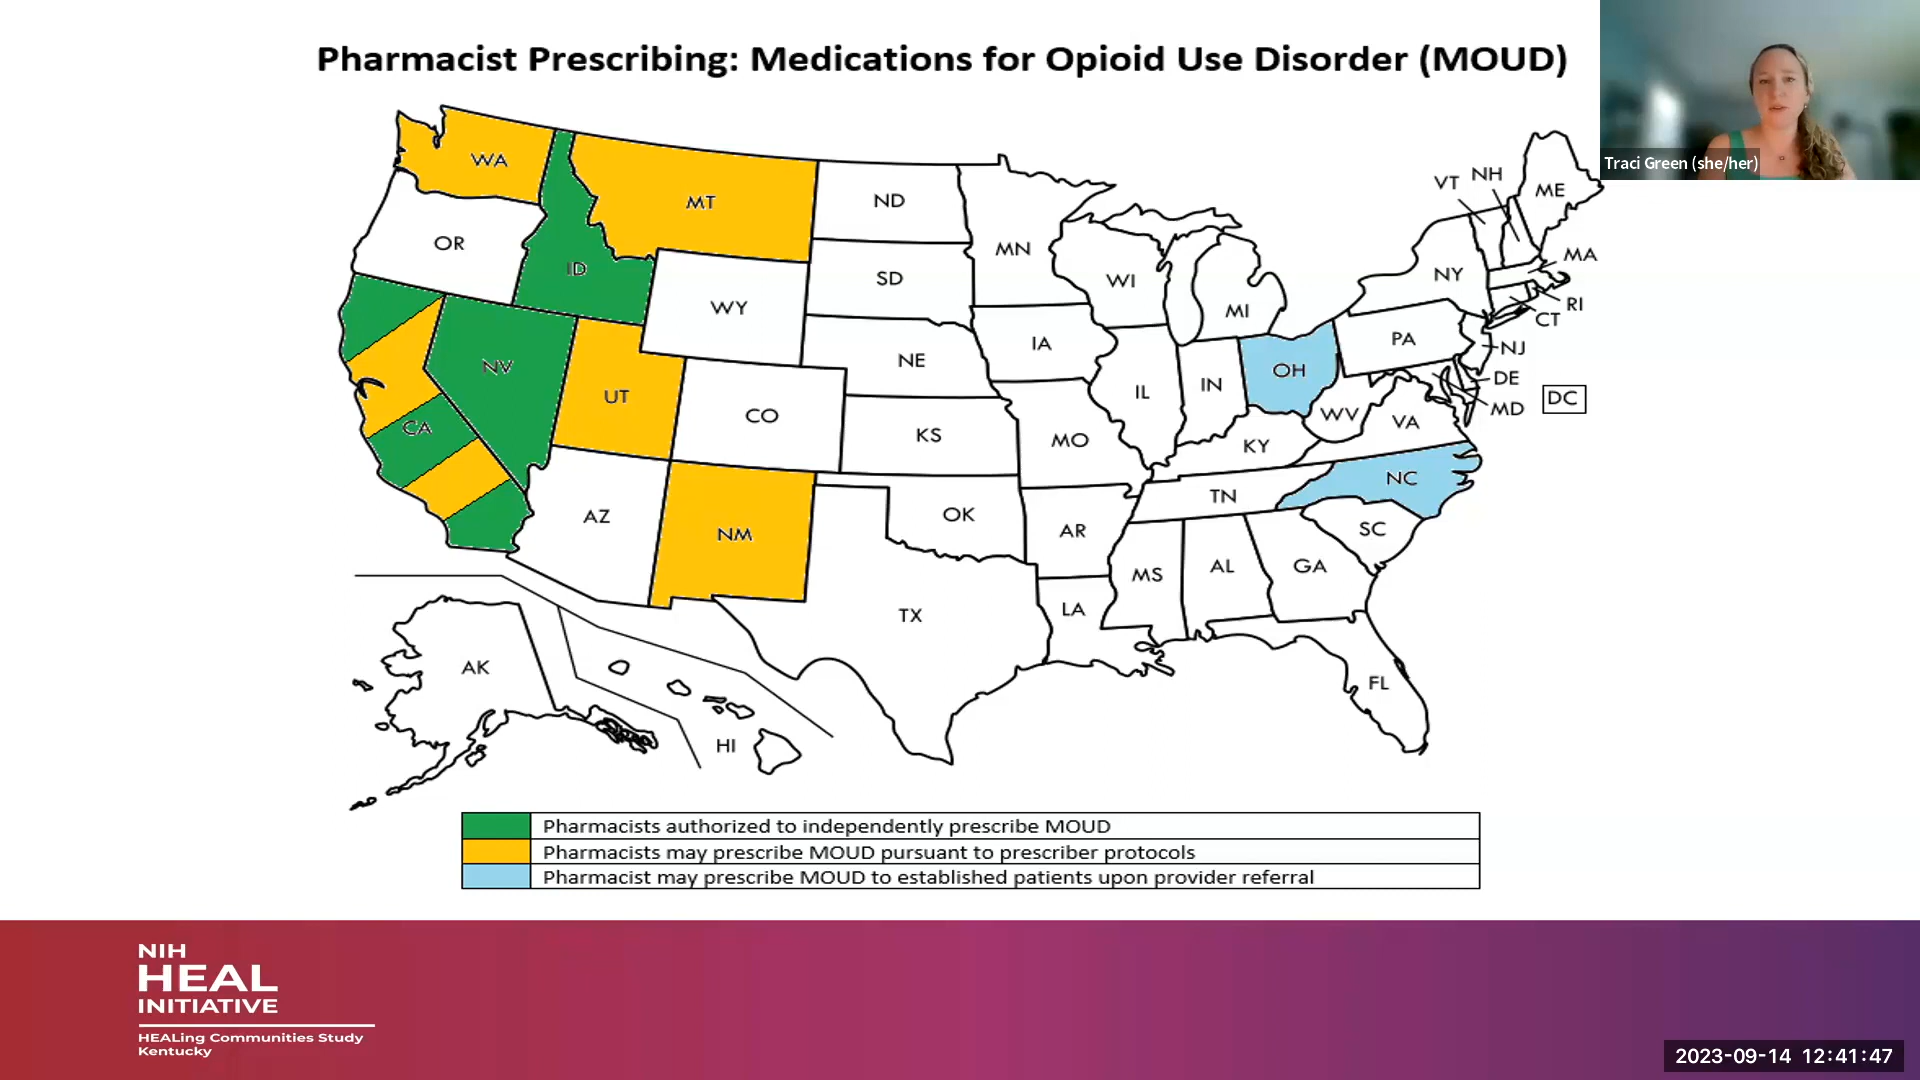 Pharmacist Prescribing: Medications for Opioid Use Disorder (MOUD)
Traci Green (she/her)
WA
MT
ND
MN
VT
NH
ME
OR
ID
SD
WI
MI
NY
MA
RI
CT
WY
NE
IA
PA
NJ
NV
UT
CO
KS
IL
IN
OH
DE
MD
DC
CA
MO
KY
WV
VA
AZ
NM
OK
AR
TN
NC
SC
TX
LA
MS
AL
GA
FL
AK
HI
Pharmacists authorized to independently prescribe MOUD
Pharmacists may prescribe MOUD pursuant to prescriber protocols
Pharmacist may prescribe MOUD to established patients upon provider referral
NIH
HEAL
INITIATIVE
HEALing Communities Study
Kentucky
2023-09-14 12:41:47